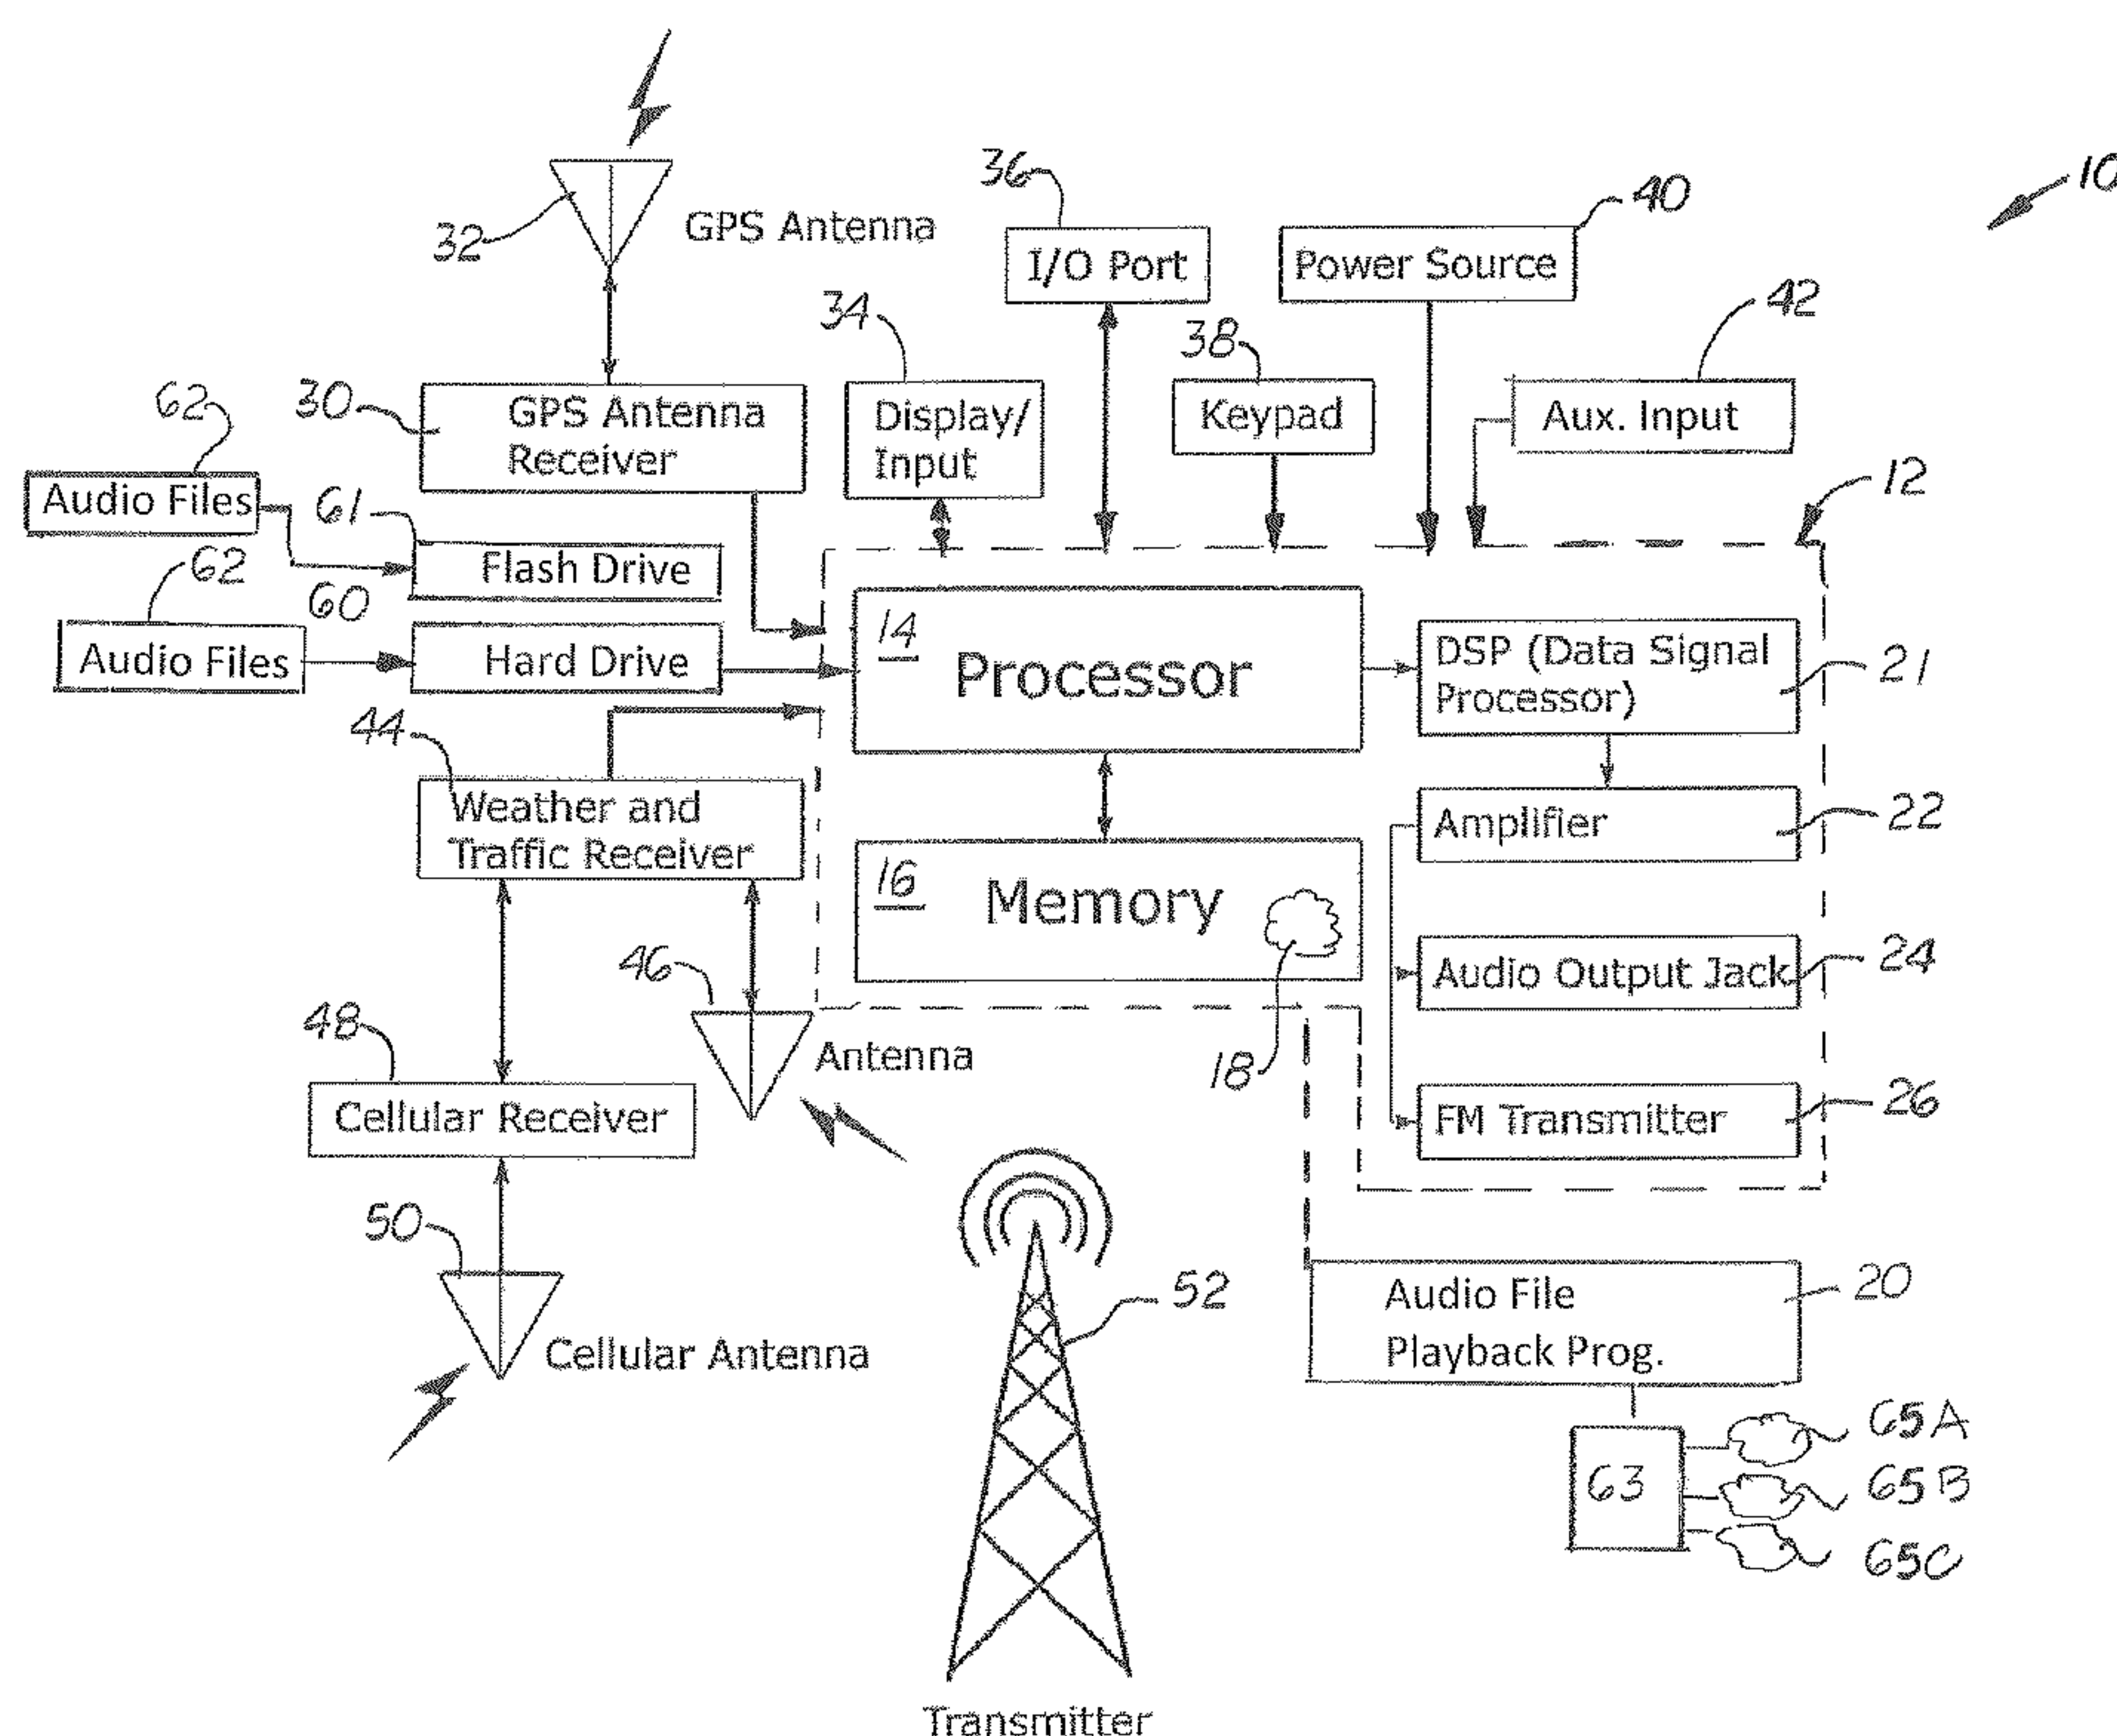 10
36
40
32
GPS Antenna
I/O Port
Power Source
34
42
38
62
30
GPS Antenna
Receiver
Display/
Input
Keypad
Aux. Input
12
Audio Files
61
62
Flash Drive
60
Audio Files
Hard Drive
14
Processor
DSP (Data Signal
Processor)
21
44
Weather and
Traffic Receiver
Amplifier
22
16
Memory
46
Audio Output Jack
24
48
Antenna
18
Cellular Receiver
FM Transmitter
26
50
52
Audio File
Playback Prog.
20
Cellular Antenna
65A
63
65B
65C
Transmitter